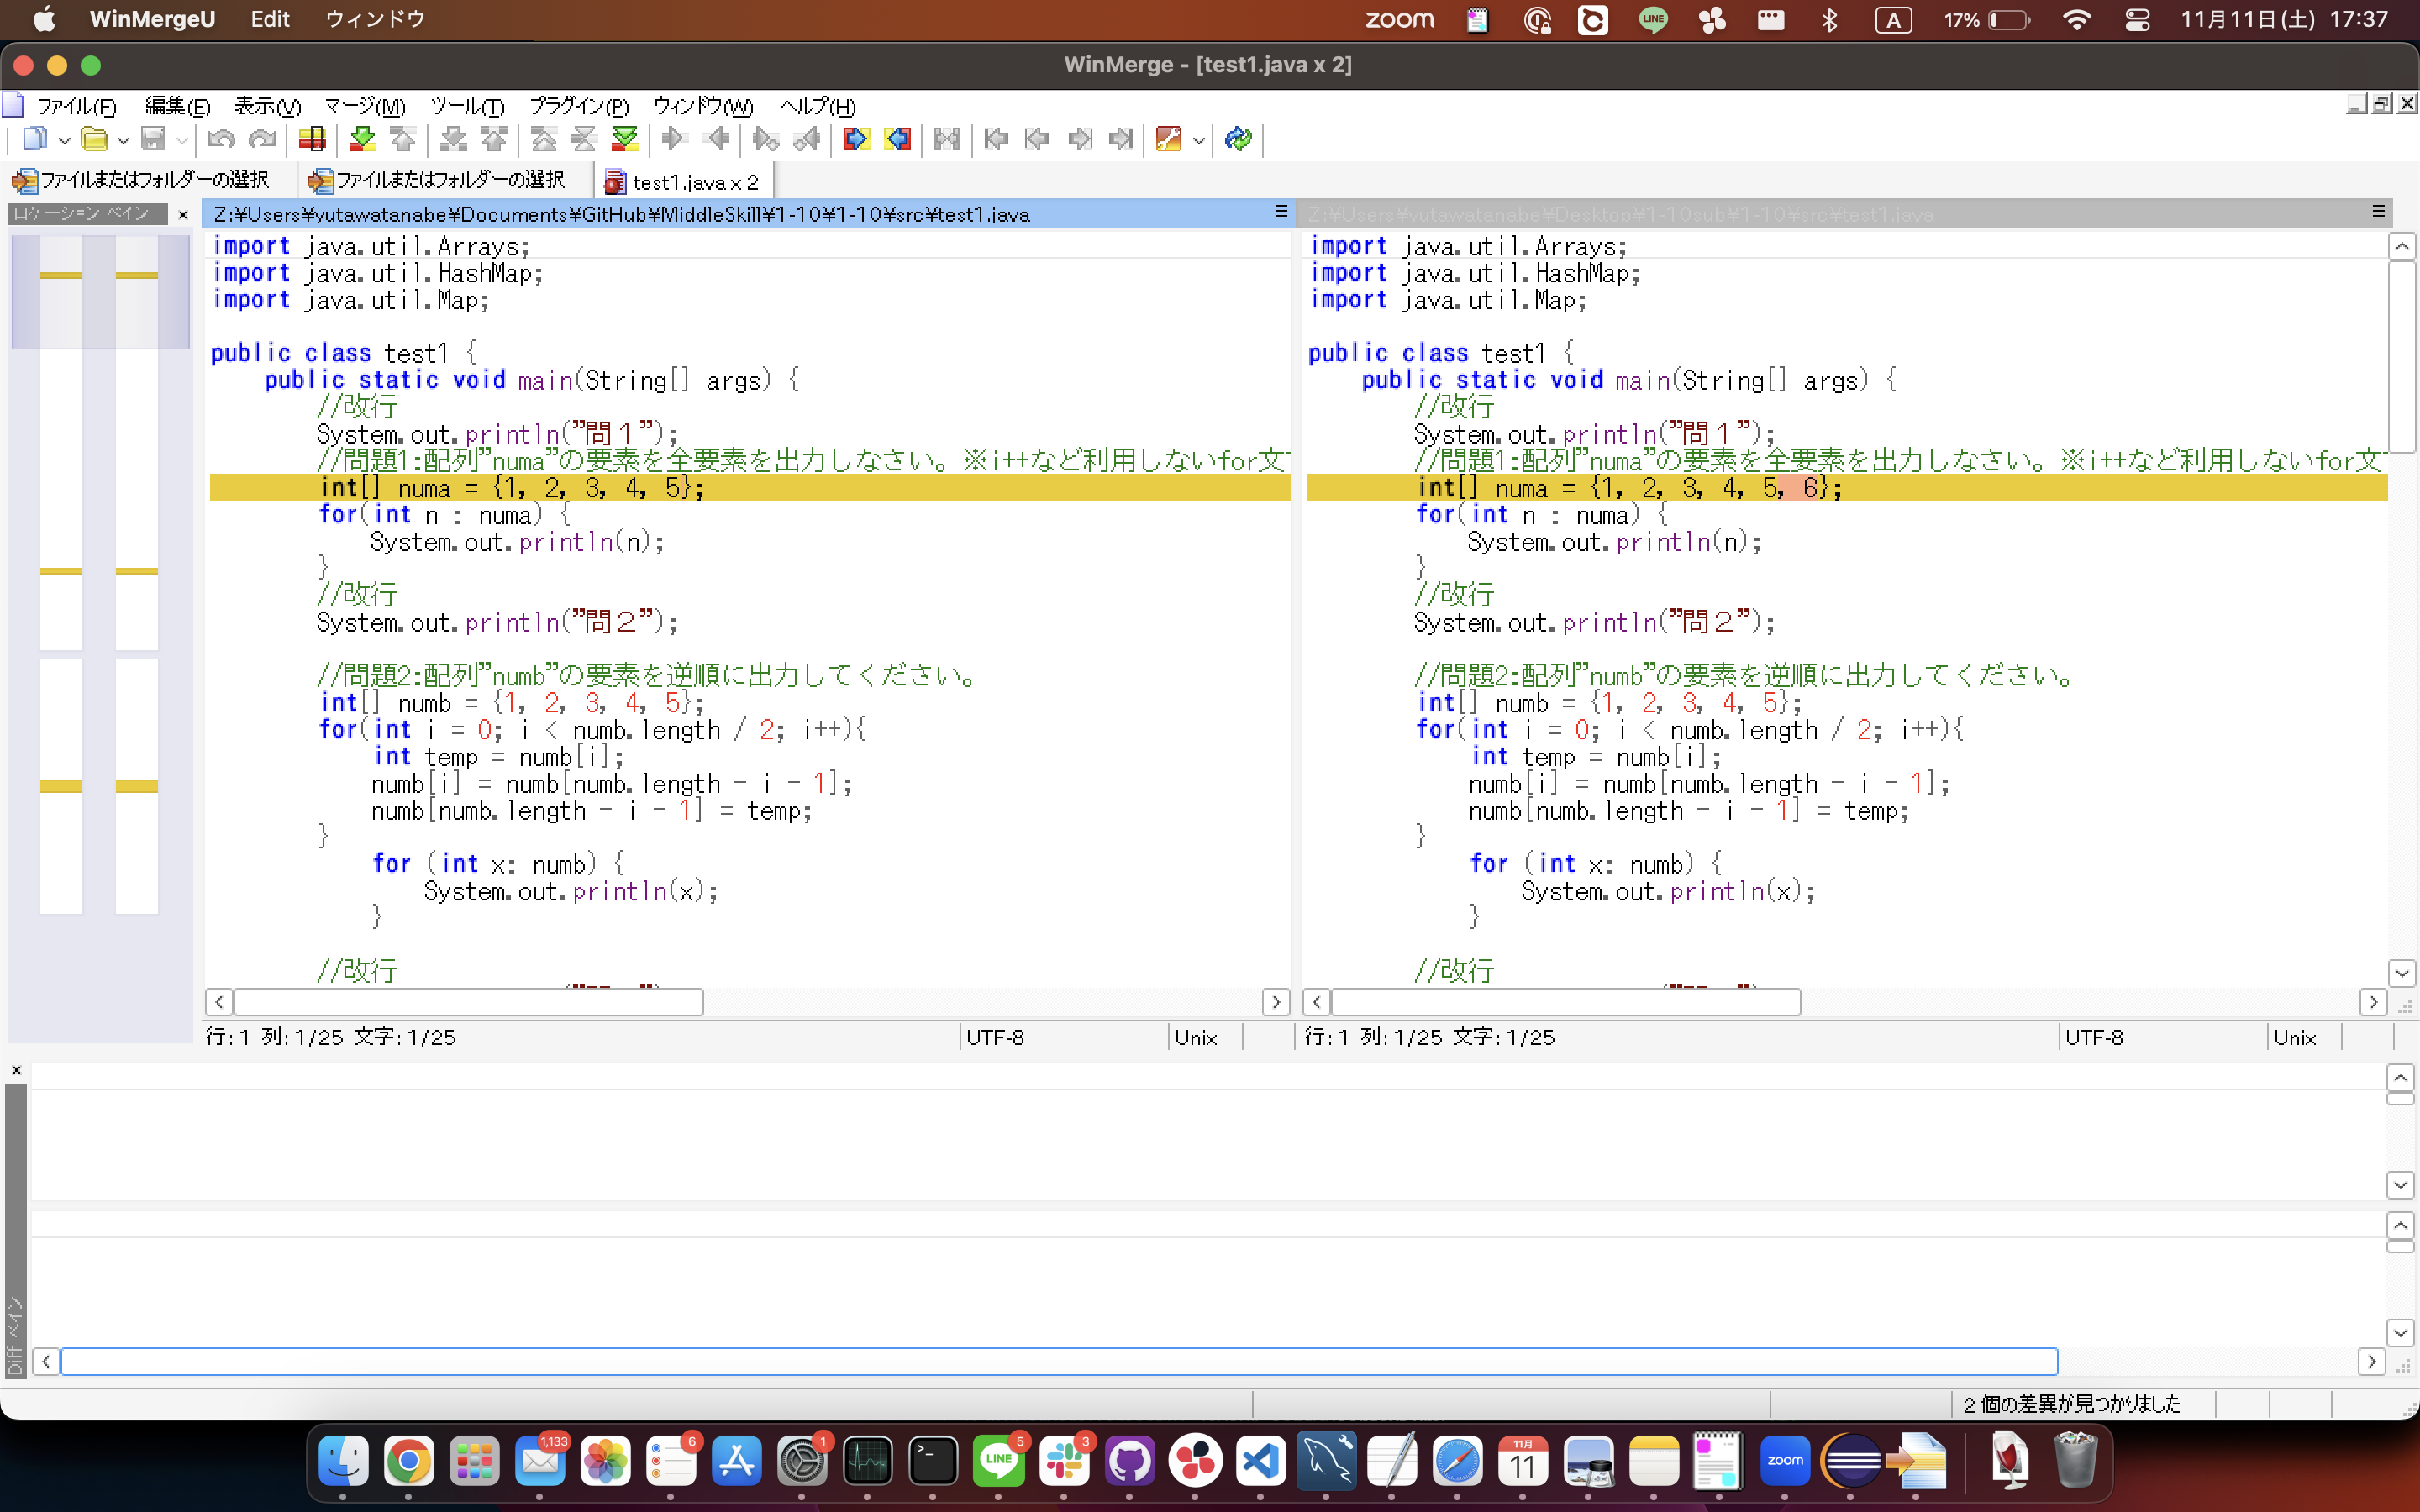 WinMergeU Edit ウィンドウ
zoom LINE A 17% 11月11日(土) 17:37
WinMerge - [test1.java x 2]
ファイル(F) 編集(E) 表示(V) マージ(M) ツール(T) プラグイン(P) ウィンドウ(W) ヘルプ(H)
ファイルまたはフォルダーの選択 ファイルまたはフォルダーの選択 test1.java x 2
ロケーション ペイン
Z:¥Users¥yutawatanabe¥Documents¥GitHub¥MiddleSkill¥1-10¥1-10¥src¥test1.java
import java.util.Arrays;
import java.util.HashMap;
import java.util.Map;
public class test1 {
public static void main(String[] args) {
//改行
System.out.println("問１");
//問題1:配列"numa"の要素を全要素を出力しなさい。※i++など利用しないfor文
int[] numa = {1, 2, 3, 4, 5};
for(int n : numa) {
System.out.println(n);
}
//改行
System.out.println("問２");
//問題2:配列"numb"の要素を逆順に出力してください。
int[] numb = {1, 2, 3, 4, 5};
for(int i = 0; i < numb.length / 2; i++){
int temp = numb[i];
numb[i] = numb[numb.length - i - 1];
numb[numb.length - i - 1] = temp;
}
for (int x: numb) {
System.out.println(x);
}
//改行
行: 1 列: 1/25 文字: 1/25 UTF-8 Unix
Z:¥Users¥yutawatanabe¥Desktop¥1-10sub¥1-10¥src¥test1.java
import java.util.Arrays;
import java.util.HashMap;
import java.util.Map;
public class test1 {
public static void main(String[] args) {
//改行
System.out.println("問１");
//問題1:配列"numa"の要素を全要素を出力しなさい。※i++など利用しないfor文
int[] numa = {1, 2, 3, 4, 5, 6};
for(int n : numa) {
System.out.println(n);
}
//改行
System.out.println("問２");
//問題2:配列"numb"の要素を逆順に出力してください。
int[] numb = {1, 2, 3, 4, 5};
for(int i = 0; i < numb.length / 2; i++){
int temp = numb[i];
numb[i] = numb[numb.length - i - 1];
numb[numb.length - i - 1] = temp;
}
for (int x: numb) {
System.out.println(x);
}
//改行
行: 1 列: 1/25 文字: 1/25 UTF-8 Unix
Diff ペイン
2 個の差異が見つかりました
1,133 6 1 LINE 5 3 11月 11 zoom